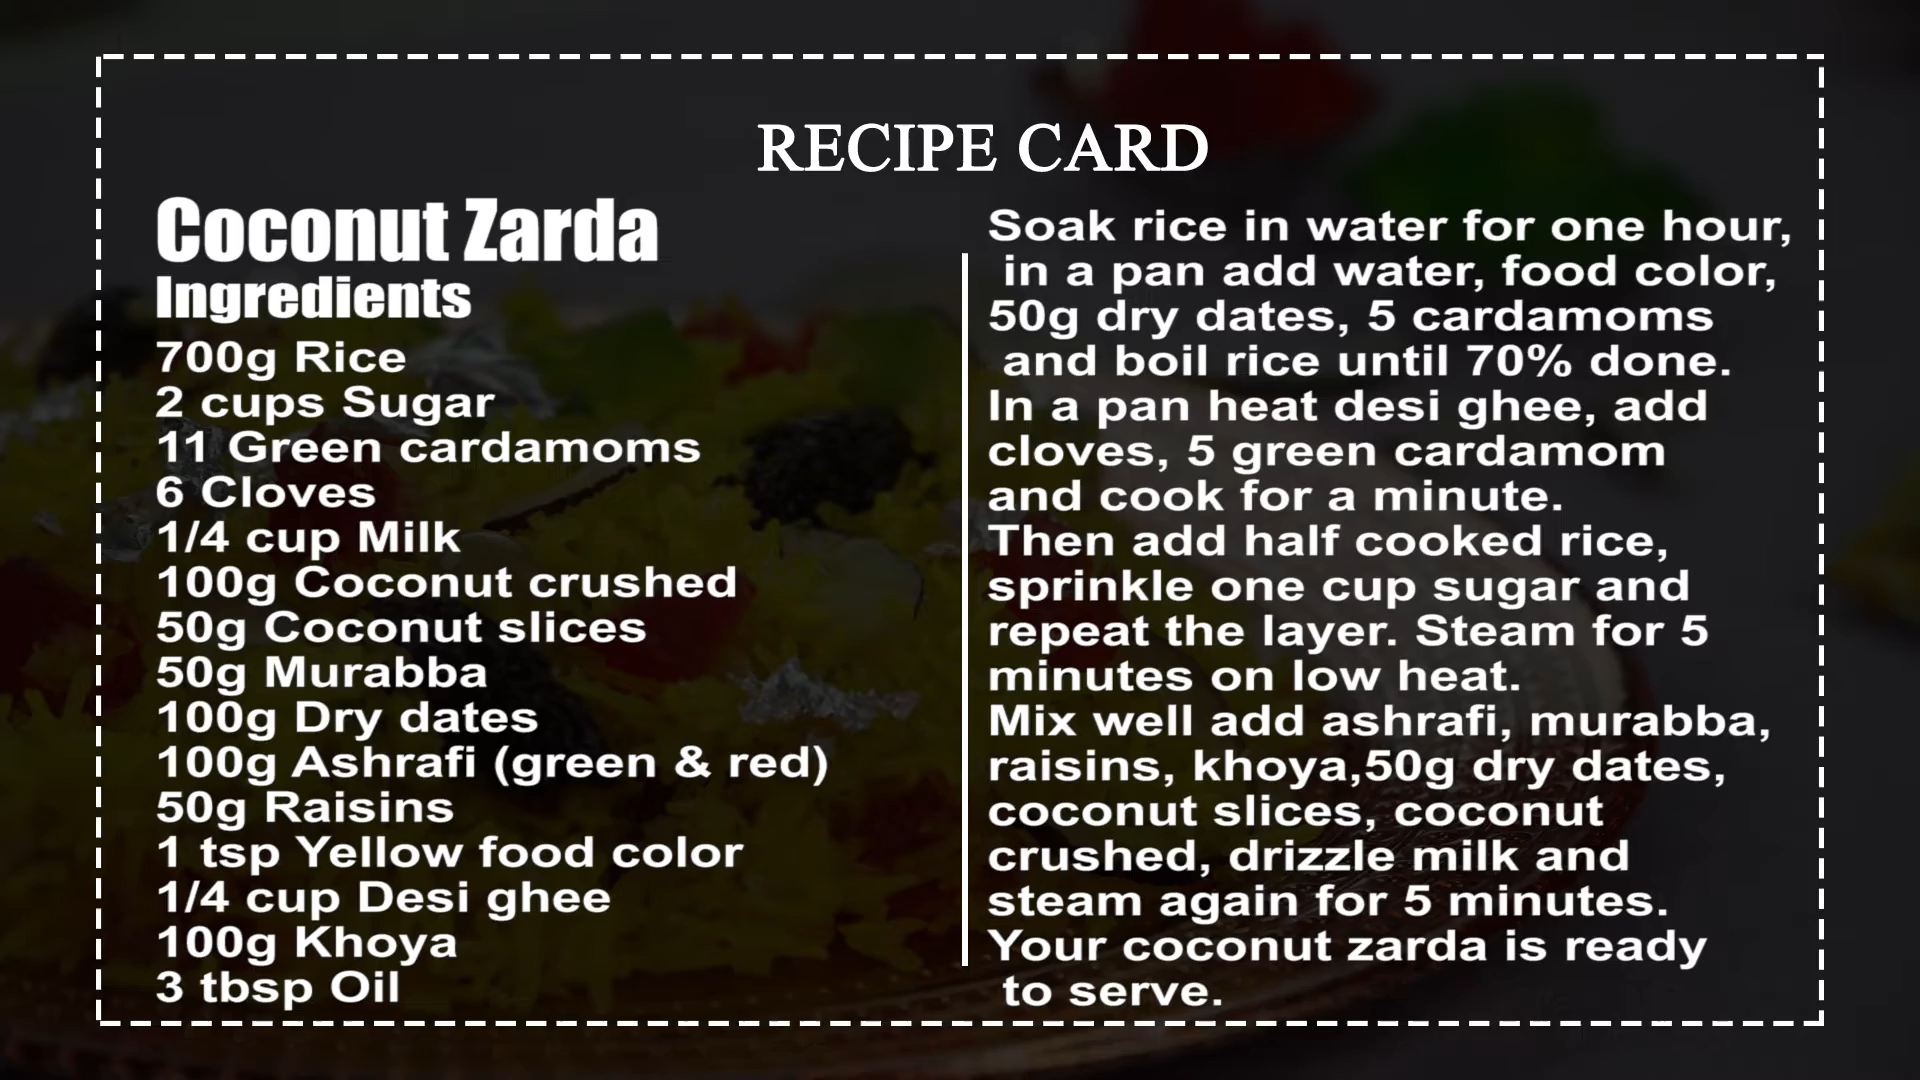 RECIPE CARD
Coconut Zarda
Ingredients
700g Rice
2 cups Sugar
11 Green cardamoms
6 Cloves
1/4 cup Milk
100g Coconut crushed
50g Coconut slices
50g Murabba
100g Dry dates
100g Ashrafi (green & red)
50g Raisins
1 tsp Yellow food color
1/4 cup Desi ghee
100g Khoya
3 tbsp Oil
Soak rice in water for one hour,
in a pan add water, food color,
50g dry dates, 5 cardamoms
and boil rice until 70% done.
In a pan heat desi ghee, add
cloves, 5 green cardamom
and cook for a minute.
Then add half cooked rice,
sprinkle one cup sugar and
repeat the layer. Steam for 5
minutes on low heat.
Mix well add ashrafi, murabba,
raisins, khoya,50g dry dates,
coconut slices, coconut
crushed, drizzle milk and
steam again for 5 minutes.
Your coconut zarda is ready
to serve.